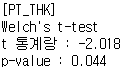 [PT_THK]
Welch's t-test
t 통계량 : -2.018
p-value : 0.044